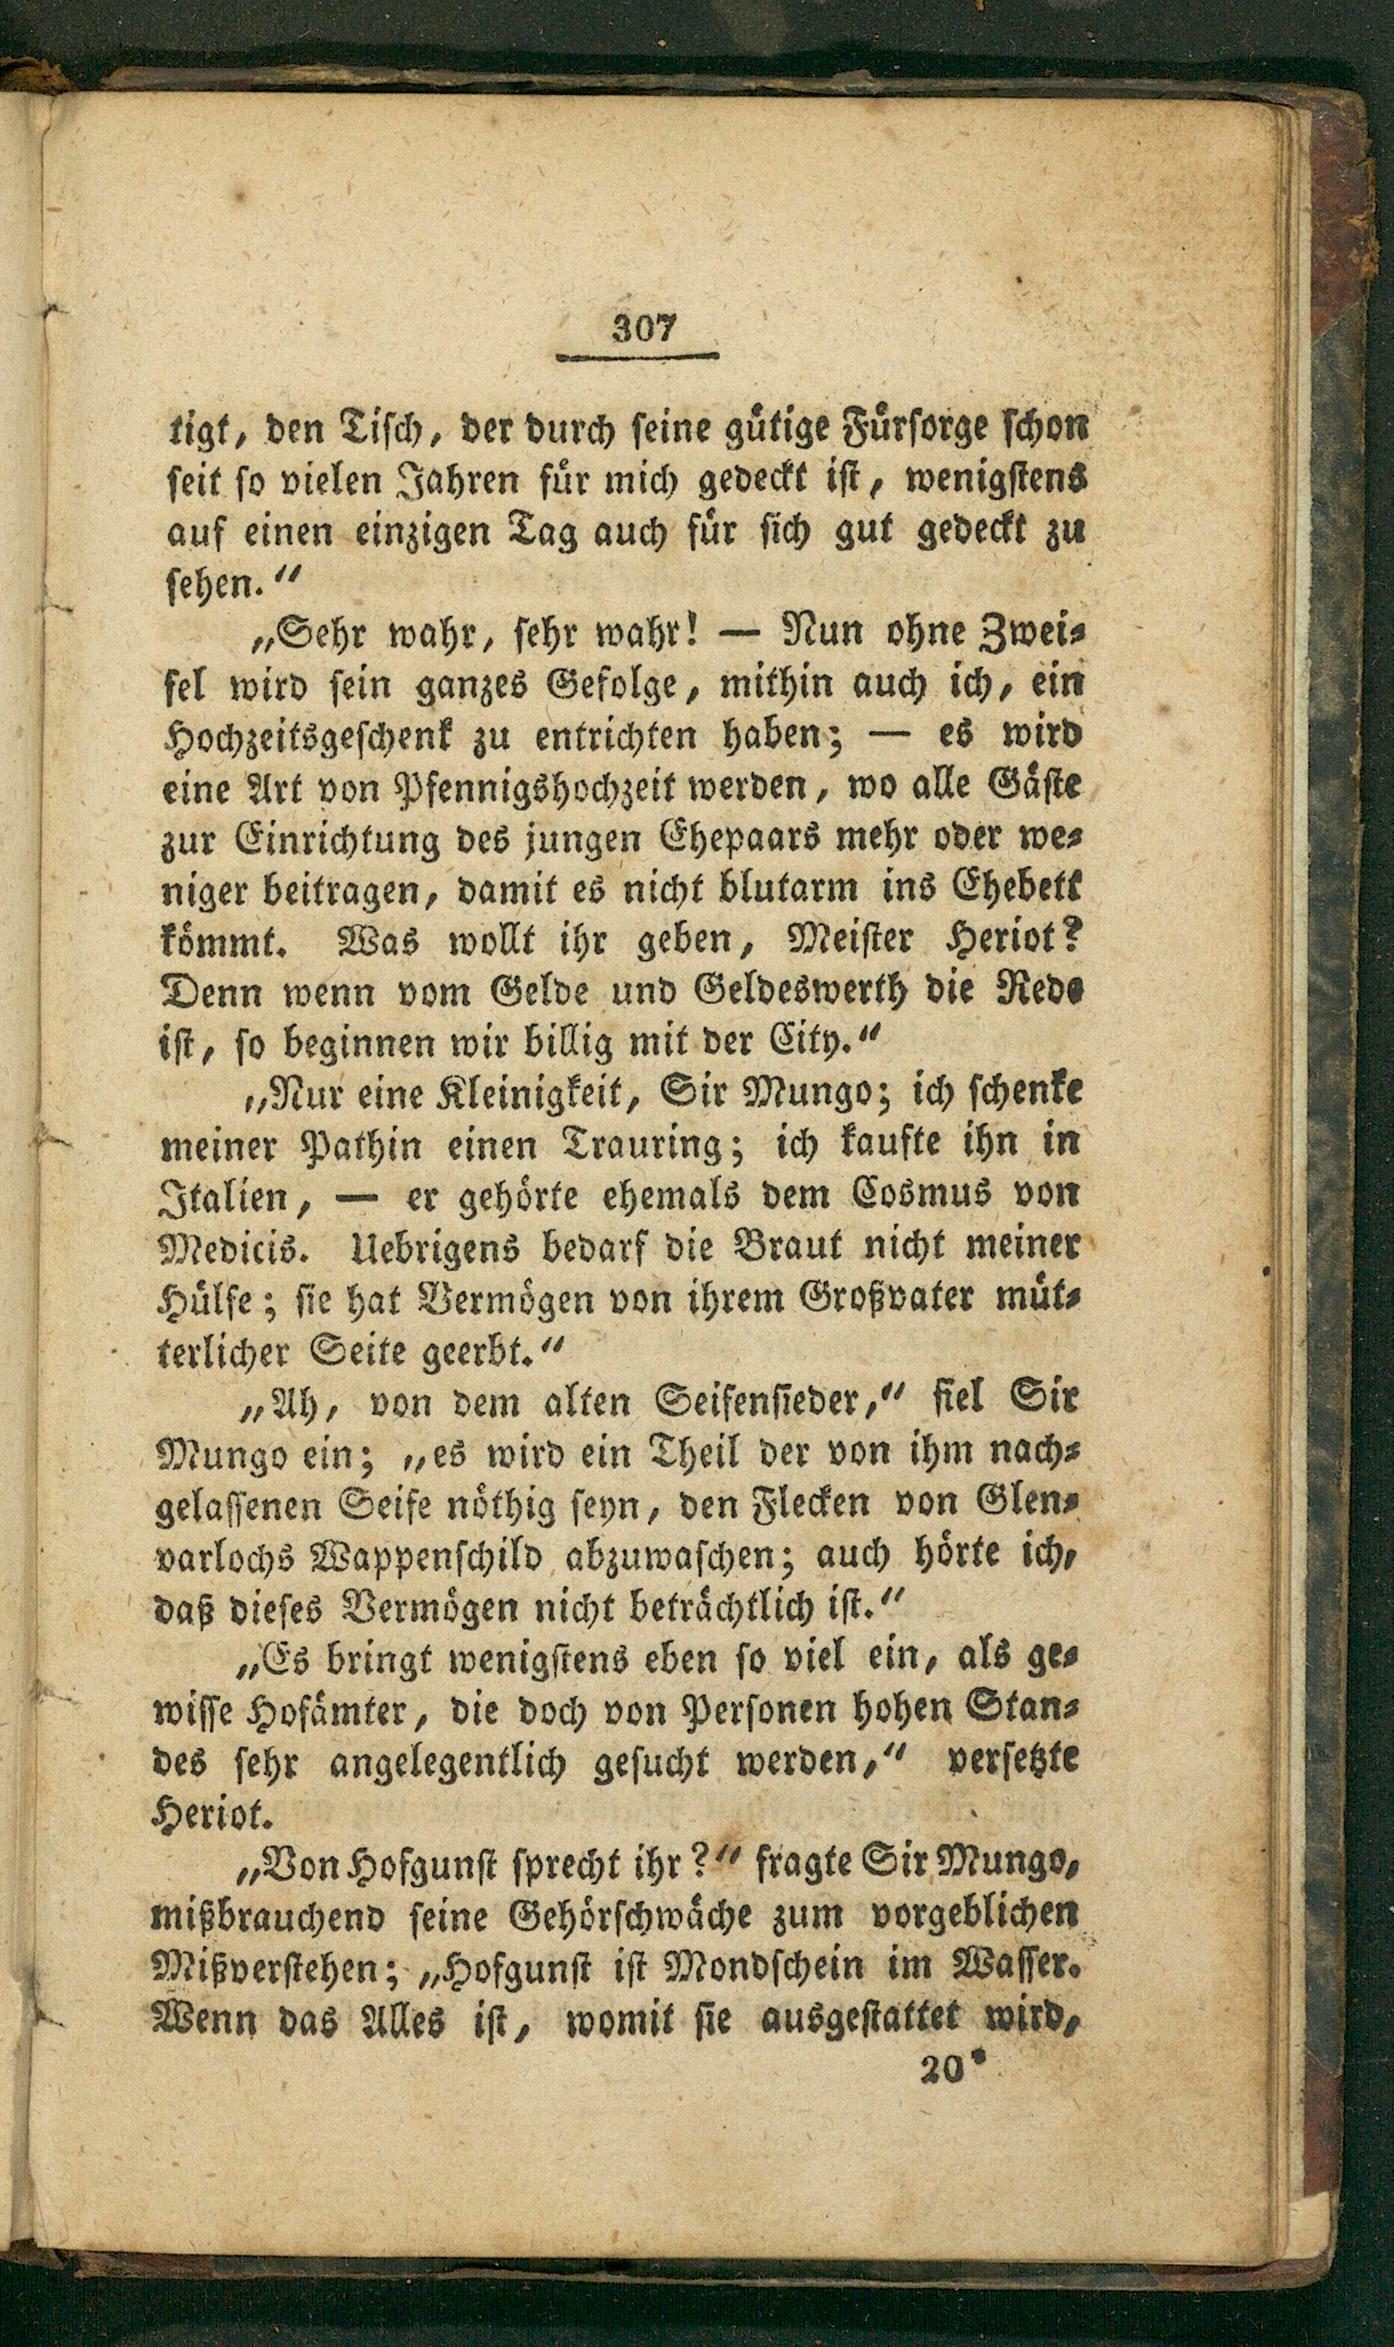 307
tigt, den Tisch, der durch seine gütige Fürsorge schon
seit so vielen Jahren für mich gedeckt ist, wenigstens
auf einen einzigen Tag auch für sich gut gedeckt zu
sehen.“
„Sehr wahr, sehr wahr! — Nun ohne Zwei-
fel wird sein ganzes Gefolge, mithin auch ich, ein
Hochzeitsgeschenk zu entrichten haben; — es wird
eine Art von Pfennigshochzeit werden, wo alle Gäste
zur Einrichtung des jungen Ehepaars mehr oder we-
niger beitragen, damit es nicht blutarm ins Ehebett
kömmt. Was wollt ihr geben, Meister Heriot?
Denn wenn vom Gelde und Geldeswerth die Rede
ist, so beginnen wir billig mit der City.“
„Nur eine Kleinigkeit, Sir Mungo; ich schenke
meiner Pathin einen Trauring; ich kaufte ihn in
Italien, — er gehörte ehemals dem Cosmus von
Medicis. Uebrigens bedarf die Braut nicht meiner
Hülfe; sie hat Vermögen von ihrem Großvater müt-
terlicher Seite geerbt.“
„Ah, von dem alten Seifensieder,“ fiel Sir
Mungo ein; „es wird ein Theil der von ihm nach-
gelassenen Seife nöthig seyn, den Flecken von Glen-
varlochs Wappenschild abzuwaschen; auch hörte ich,
daß dieses Vermögen nicht beträchtlich ist.“
„Es bringt wenigstens eben so viel ein, als ge-
wisse Hofämter, die doch von Personen hohen Stan-
des sehr angelegentlich gesucht werden,“ versetzte
Heriot.
„Von Hofgunst sprecht ihr?“ fragte Sir Mungo,
mißbrauchend seine Gehörschwäche zum vorgeblichen
Mißverstehen; „Hofgunst ist Mondschein im Wasser.
Wenn das Alles ist, womit sie ausgestattet wird,
20*